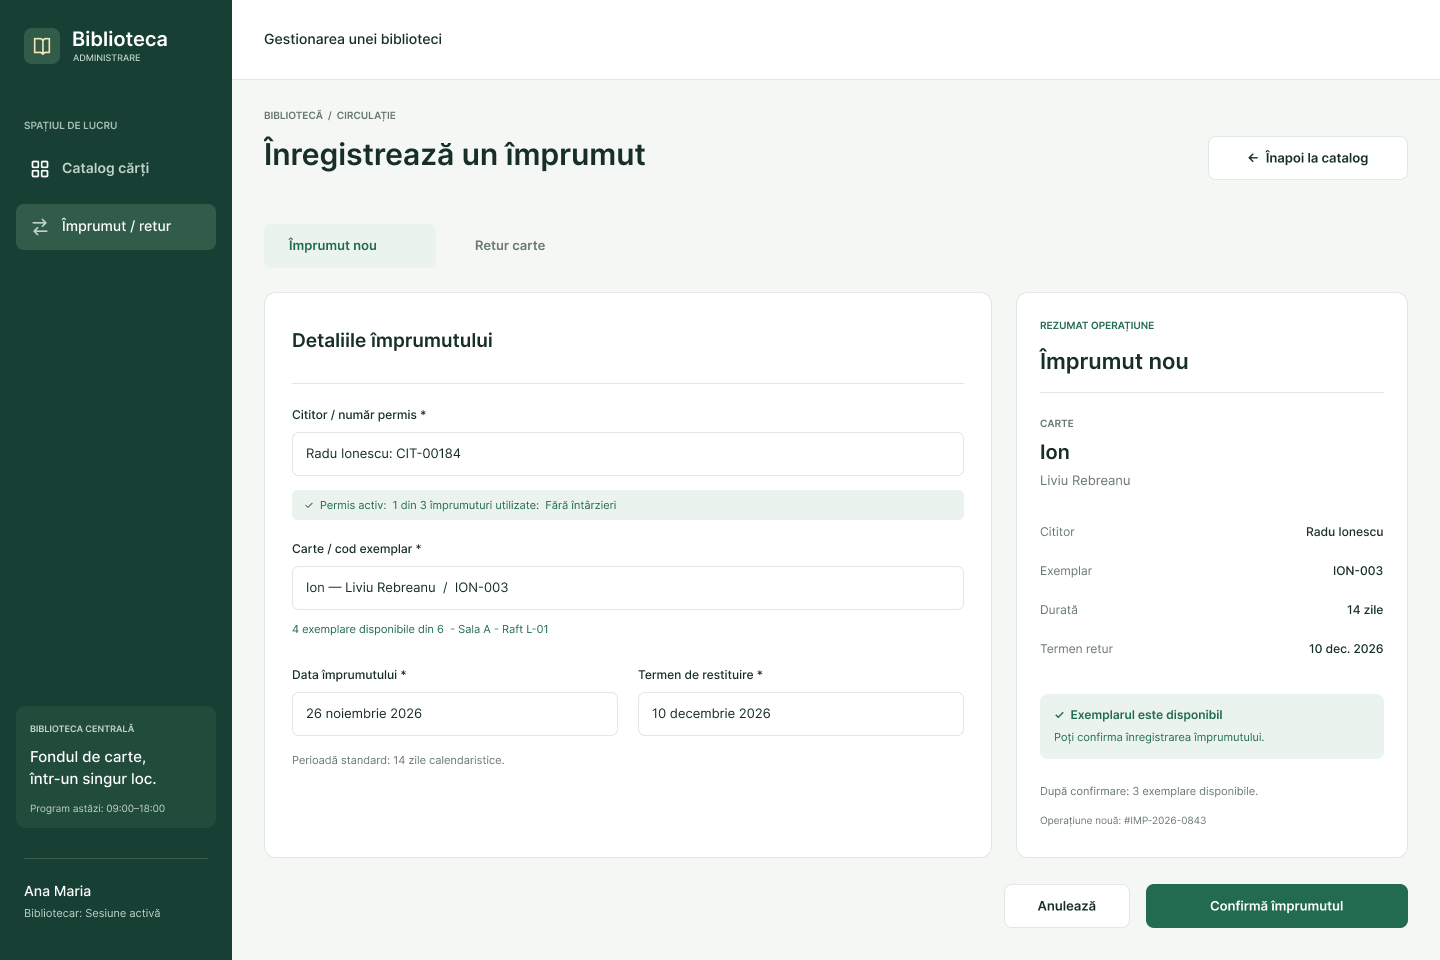 Biblioteca
ADMINISTRARE
SPAȚIUL DE LUCRU
Catalog cărți
Împrumut / retur
BIBLIOTECA CENTRALĂ
Fondul de carte,
într-un singur loc.
Program astăzi: 09:00–18:00
Ana Maria
Bibliotecar: Sesiune activă
Gestionarea unei biblioteci
BIBLIOTECĂ / CIRCULAȚIE
Înregistrează un împrumut
← Înapoi la catalog
Împrumut nou
Retur carte
Detaliile împrumutului
Cititor / număr permis *
Radu Ionescu: CIT-00184
✓ Permis activ: 1 din 3 împrumuturi utilizate: Fără întârzieri
Carte / cod exemplar *
Ion — Liviu Rebreanu / ION-003
4 exemplare disponibile din 6 - Sala A - Raft L-01
Data împrumutului *
Termen de restituire *
26 noiembrie 2026
10 decembrie 2026
Perioadă standard: 14 zile calendaristice.
REZUMAT OPERAȚIUNE
Împrumut nou
CARTE
Ion
Liviu Rebreanu
Cititor Radu Ionescu
Exemplar ION-003
Durată 14 zile
Termen retur 10 dec. 2026
✓ Exemplarul este disponibil
Poți confirma înregistrarea împrumutului.
După confirmare: 3 exemplare disponibile.
Operațiune nouă: #IMP-2026-0843
Anulează
Confirmă împrumutul